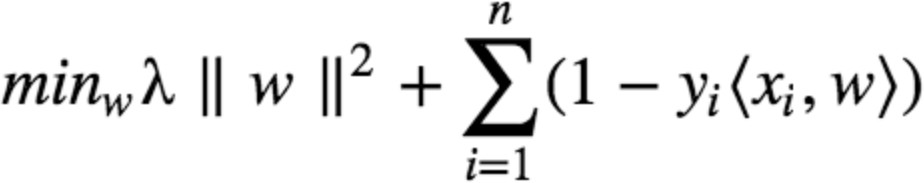 min_w λ ‖ w ‖² + ∑_{i=1}^{n} (1 − y_i⟨x_i, w⟩)